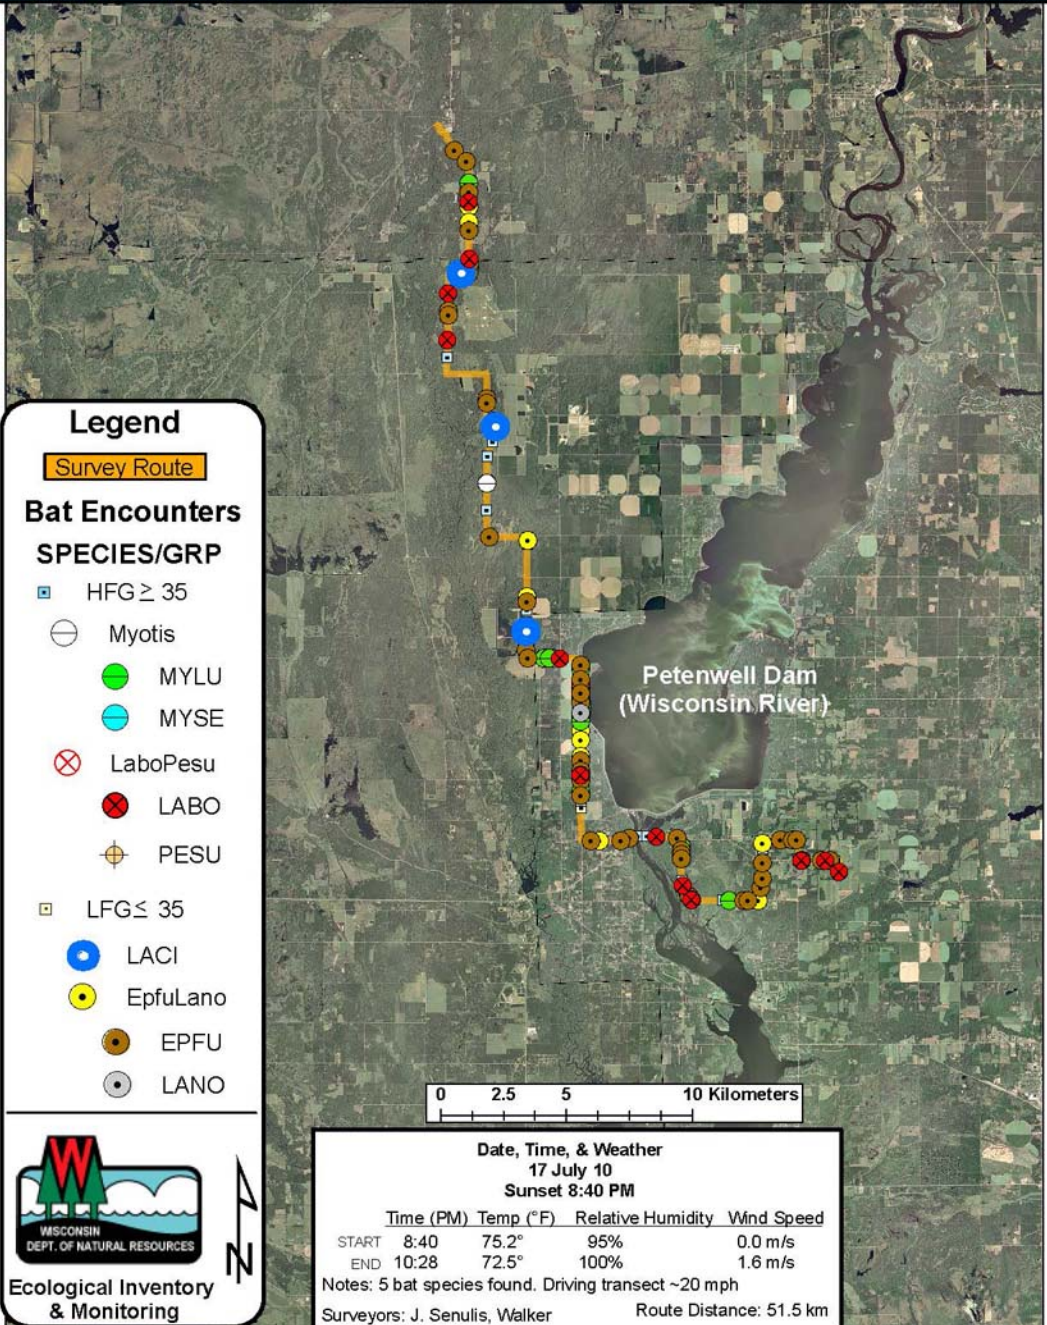 Legend
Survey Route
Bat Encounters
SPECIES/GRP
HFG ≥ 35
Myotis
MYLU
MYSE
LaboPesu
LABO
PESU
LFG ≤ 35
LACI
EpfuLano
EPFU
LANO
W
WISCONSIN
DEPT. OF NATURAL RESOURCES
N
Ecological Inventory
& Monitoring
Petenwell Dam
(Wisconsin River)
0 2.5 5 10 Kilometers
Date, Time, & Weather
17 July 10
Sunset 8:40 PM
Time (PM) Temp (°F) Relative Humidity Wind Speed
START 8:40 75.2° 95% 0.0 m/s
END 10:28 72.5° 100% 1.6 m/s
Notes: 5 bat species found. Driving transect ~20 mph
Surveyors: J. Senulis, Walker Route Distance: 51.5 km